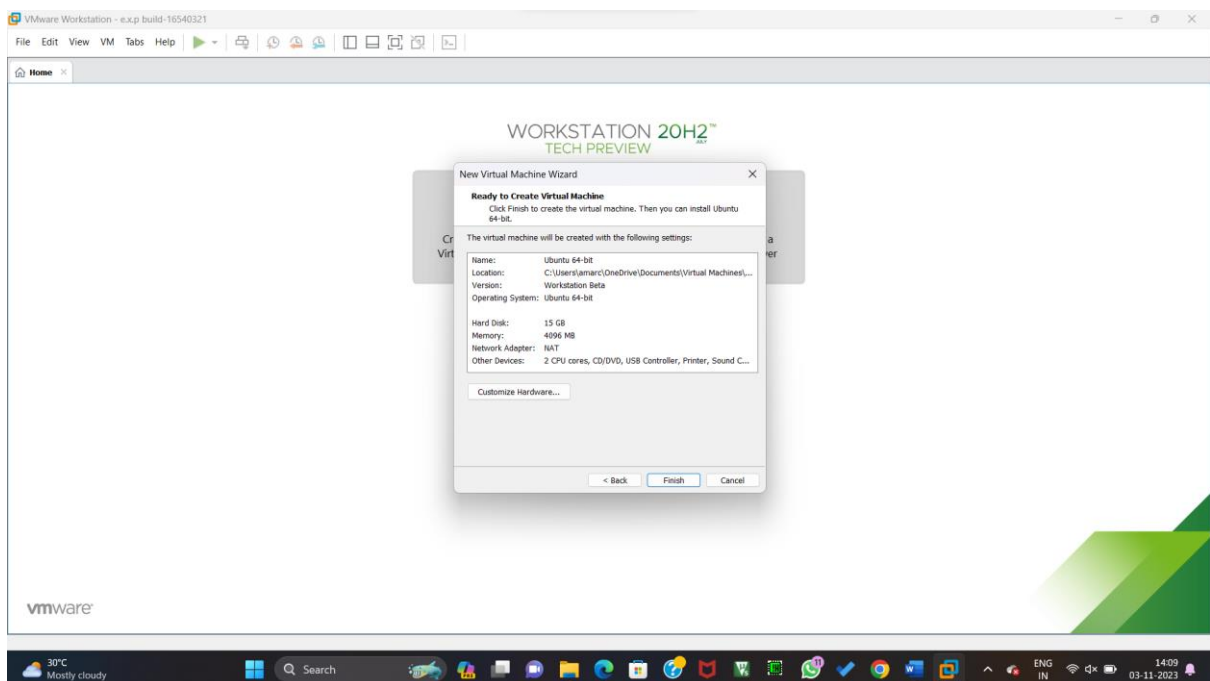 VMware Workstation - e.x.p build-16540321
File Edit View VM Tabs Help
Home
WORKSTATION 20H2™
TECH PREVIEW
New Virtual Machine Wizard
Ready to Create Virtual Machine
Click Finish to create the virtual machine. Then you can install Ubuntu
64-bit.
Cr
a
The virtual machine will be created with the following settings:
Virt
er
Name: Ubuntu 64-bit
Location: C:\Users\amarc\OneDrive\Documents\Virtual Machines\,...
Version: Workstation Beta
Operating System: Ubuntu 64-bit
Hard Disk: 15 GB
Memory: 4096 MB
Network Adapter: NAT
Other Devices: 2 CPU cores, CD/DVD, USB Controller, Printer, Sound C...
Customize Hardware...
< Back Finish Cancel
vmware
30°C
Mostly cloudy
Search
ENG
IN
14:09
03-11-2023